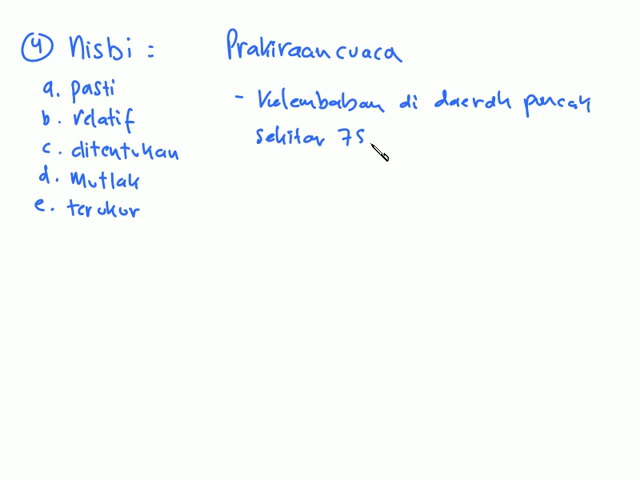 4 Nisbi :
a. pasti
b. relatif
c. ditentukan
d. Mutlak
e. terukur
Prakiraan cuaca
- Kelembaban di daerah puncak
sekitar 75